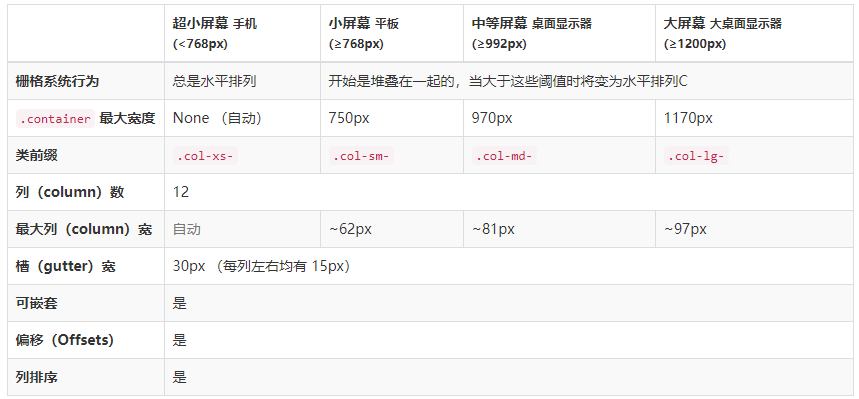 超小屏幕 手机 (<768px)
小屏幕 平板 (≥768px)
中等屏幕 桌面显示器 (≥992px)
大屏幕 大桌面显示器 (≥1200px)
栅格系统行为 总是水平排列 开始是堆叠在一起的，当大于这些阈值时将变为水平排列C
.container 最大宽度 None （自动） 750px 970px 1170px
类前缀 .col-xs- .col-sm- .col-md- .col-lg-
列（column）数 12
最大列（column）宽 自动 ~62px ~81px ~97px
槽（gutter）宽 30px （每列左右均有 15px）
可嵌套 是
偏移（Offsets） 是
列排序 是